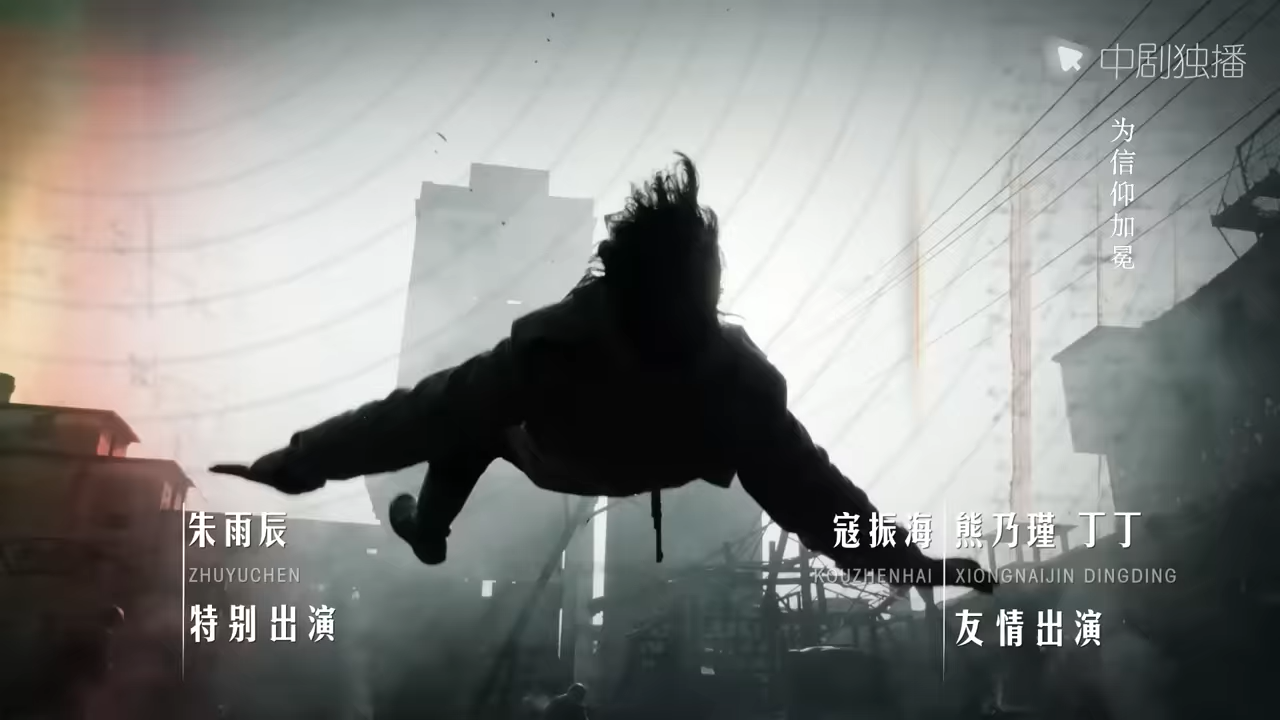 中剧独播
为信仰加冕
朱雨辰
ZHUYUCHEN
特别出演
寇振海 熊乃瑾 丁丁
KOUZHENHAI XIONGNAIJIN DINGDING
友情出演